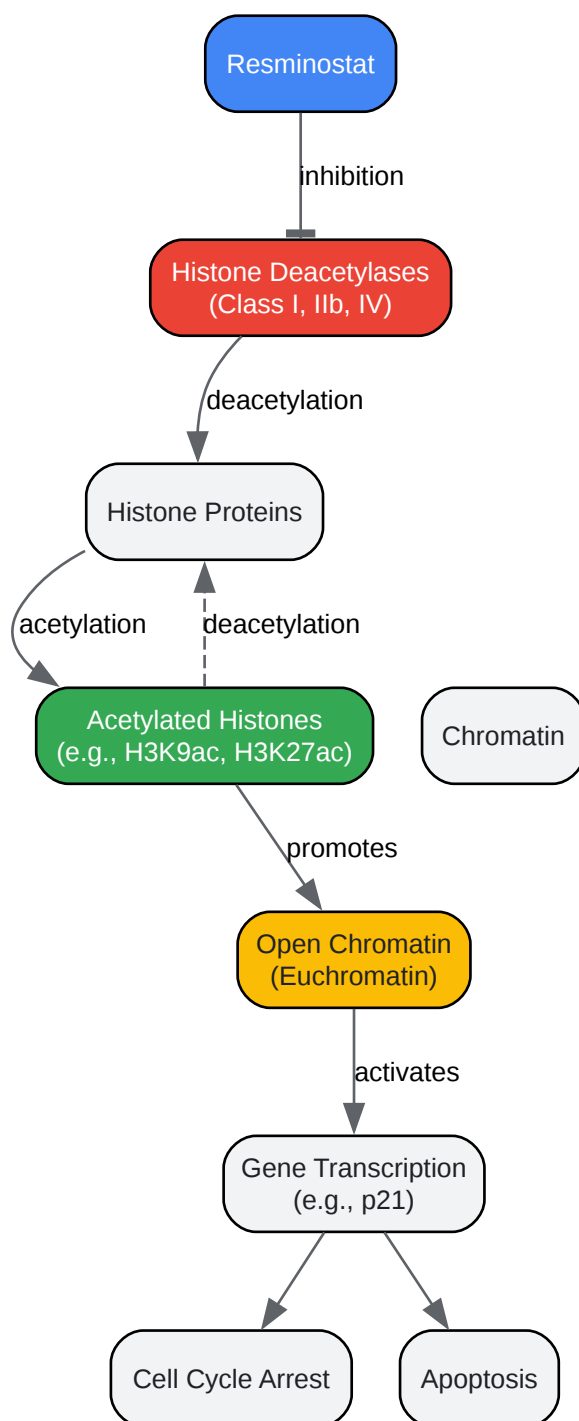 Resminostat
inhibition
Histone Deacetylases
(Class I, IIb, IV)
deacetylation
Histone Proteins
acetylation
deacetylation
Acetylated Histones
(e.g., H3K9ac, H3K27ac)
Chromatin
promotes
Open Chromatin
(Euchromatin)
activates
Gene Transcription
(e.g., p21)
Cell Cycle Arrest
Apoptosis